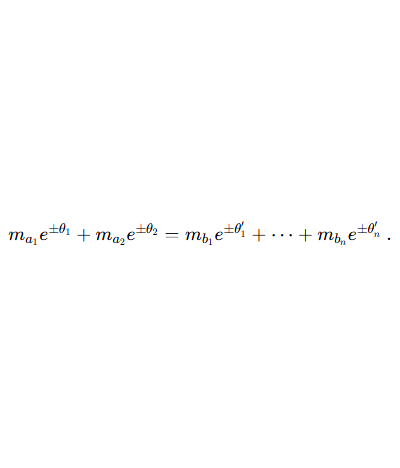 $m_{a_1} e^{\pm\theta_1} + m_{a_2} e^{\pm\theta_2} = m_{b_1} e^{\pm\theta'_1} + \cdots + m_{b_n} e^{\pm\theta'_n} \, .$